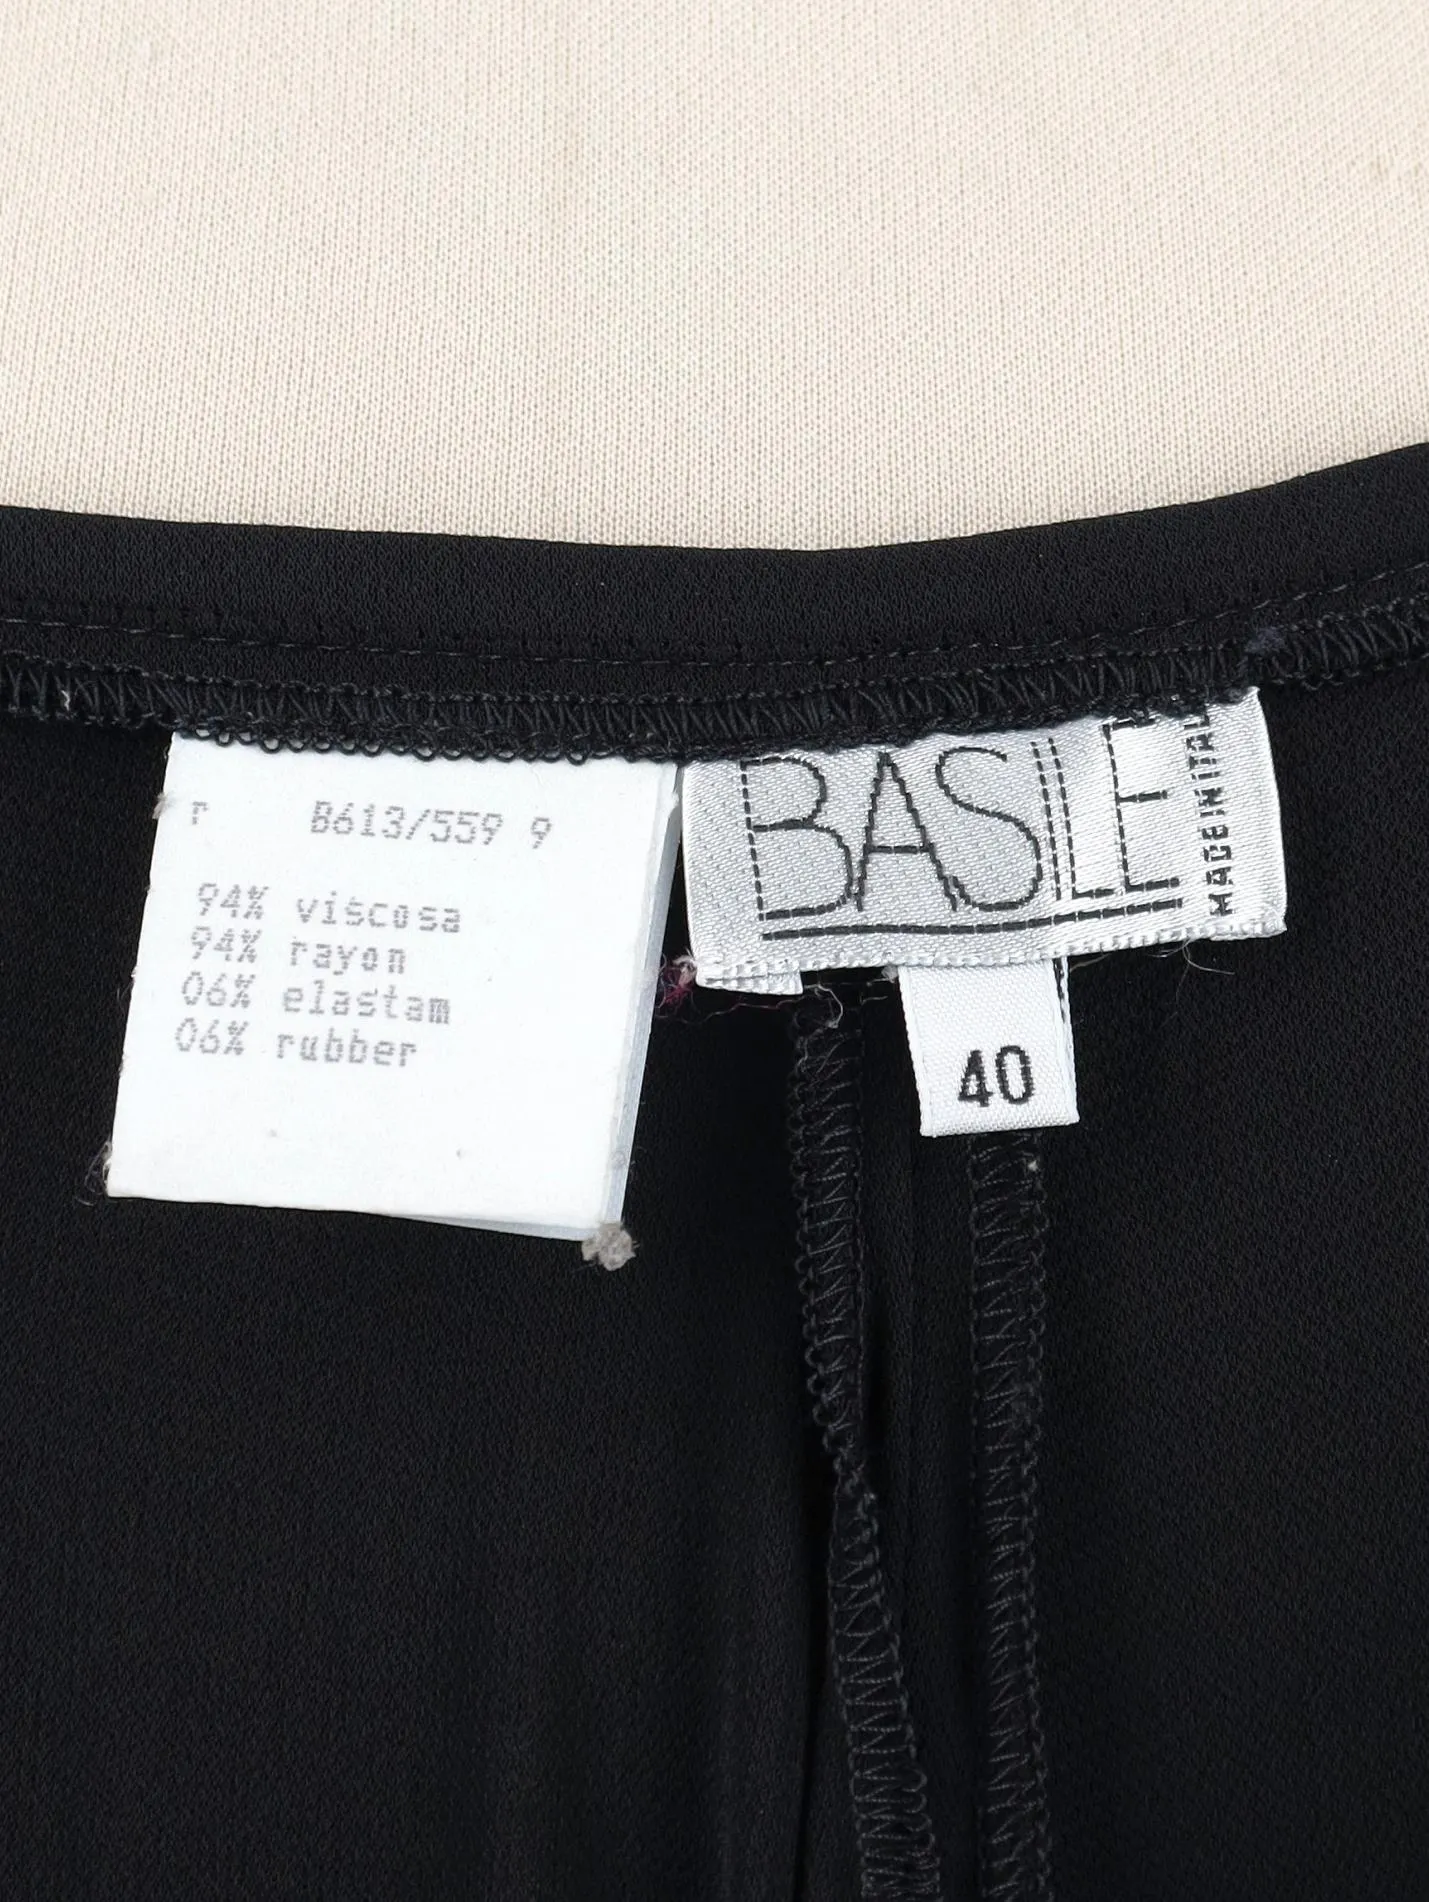 r B613/559 9
94% viscosa
94% rayon
06% elastam
06% rubber
BASILE
MADE IN ITALY
40